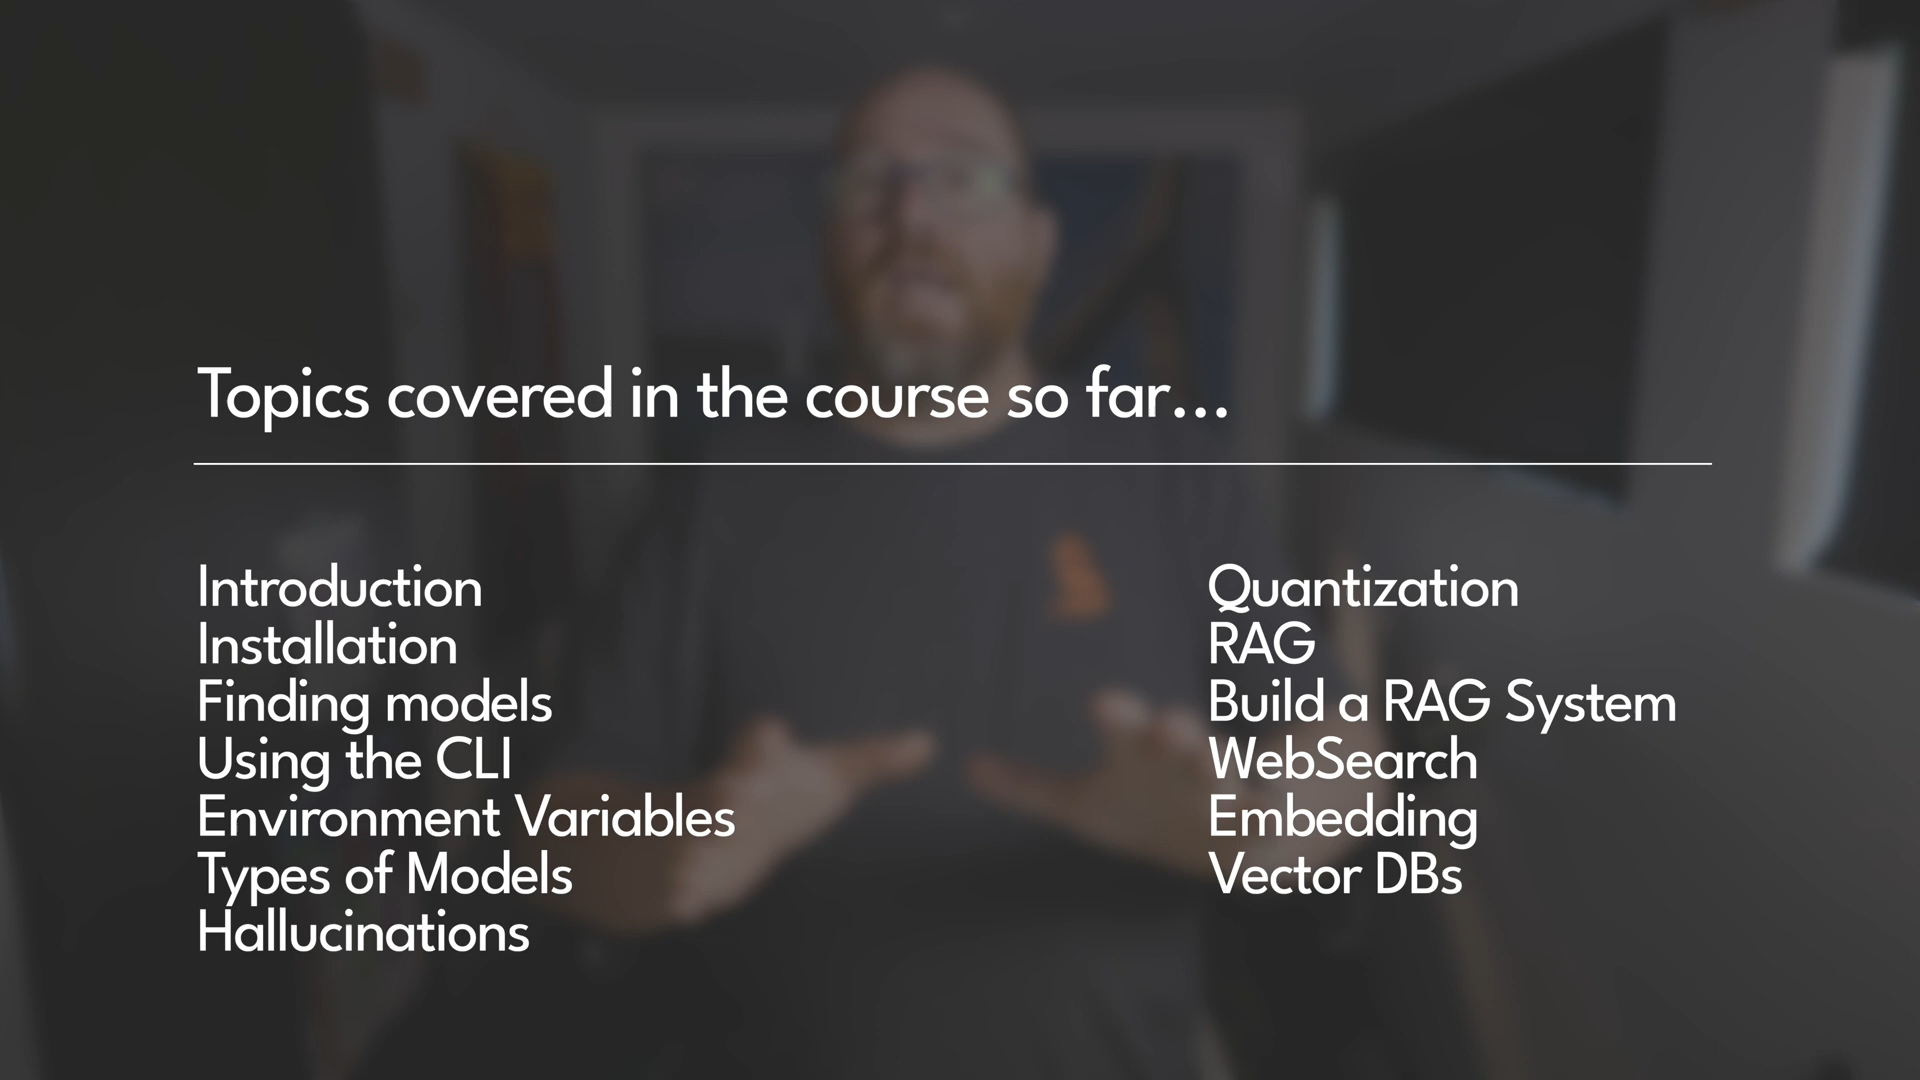 Topics covered in the course so far...
Introduction
Installation
Finding models
Using the CLI
Environment Variables
Types of Models
Hallucinations
Quantization
RAG
Build a RAG System
WebSearch
Embedding
Vector DBs